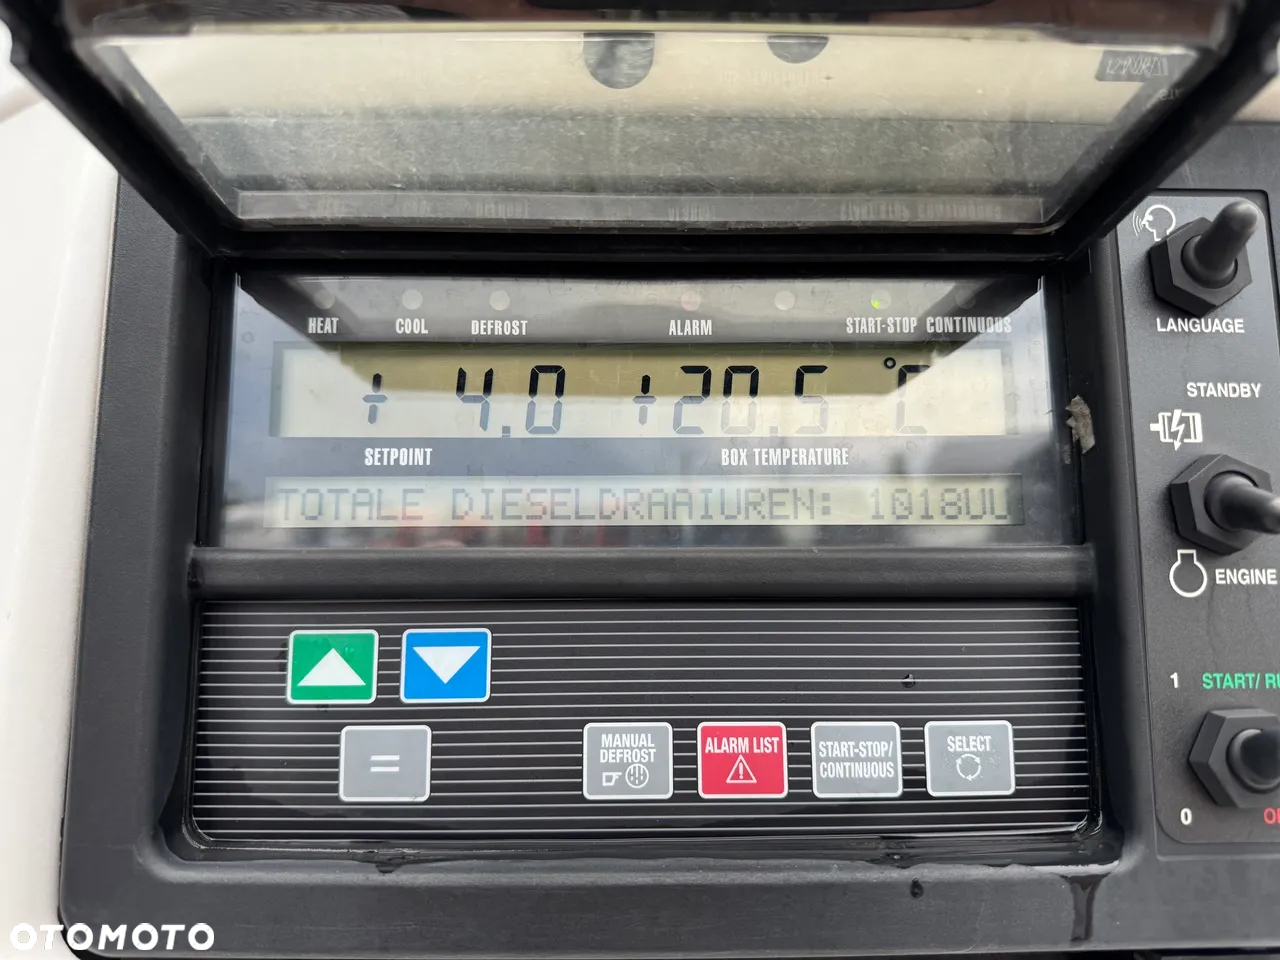 LANGUAGE
HEAT COOL DEFROST ALARM START-STOP CONTINUOUS
+ 4.0 +20.5 °C
SETPOINT BOX TEMPERATURE
STANDBY
TOTALE DIESELDRAAIUREN: 1018UU
ENGINE
1 START/
MANUAL DEFROST
ALARM LIST
START-STOP/ CONTINUOUS
SELECT
=
0
OTOMOTO